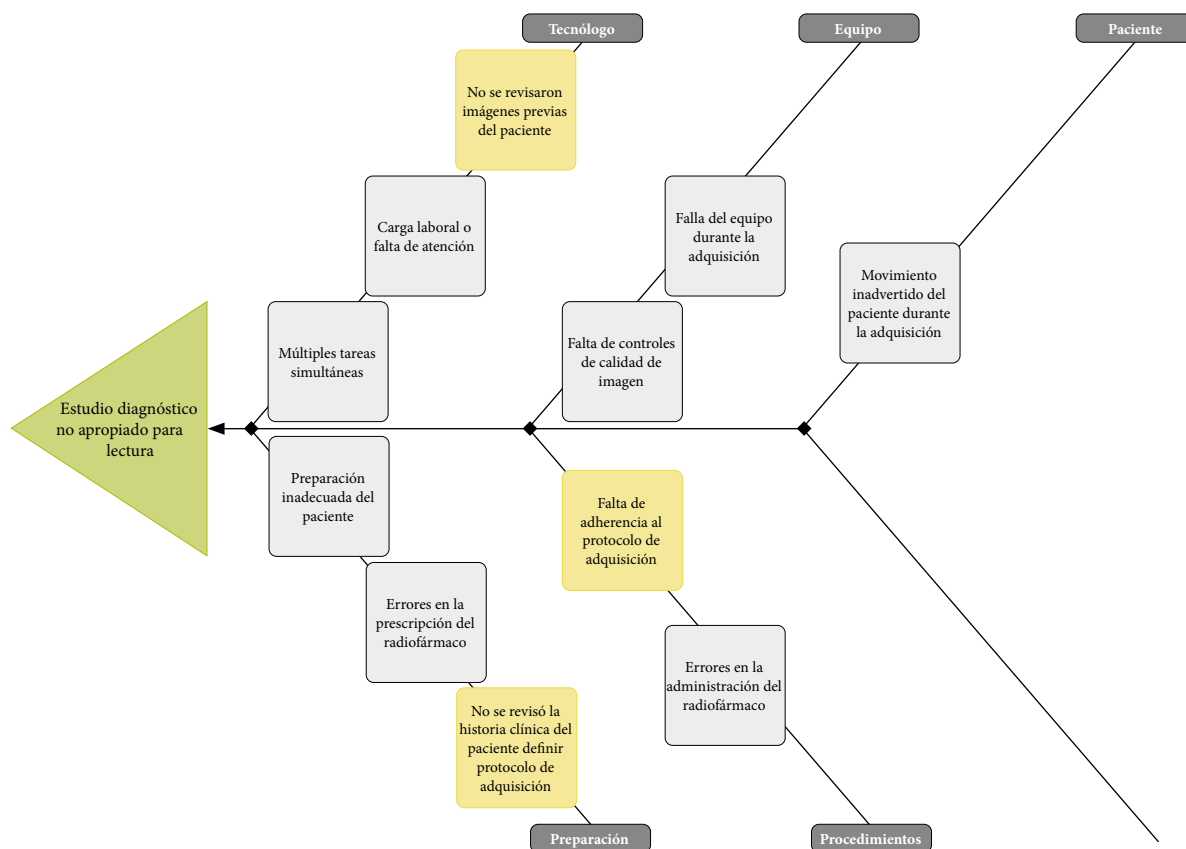 Tecnólogo
Equipo
Paciente
No se revisaron
imágenes previas
del paciente
Carga laboral o
falta de atención
Falla del equipo
durante la
adquisición
Movimiento
inadvertido del
paciente durante
la adquisición
Múltiples tareas
simultáneas
Falta de controles
de calidad de
imagen
Estudio diagnóstico
no apropiado para
lectura
Preparación
inadecuada del
paciente
Falta de
adherencia al
protocolo de
adquisición
Errores en la
prescripción del
radiofármaco
Errores en la
administración del
radiofármaco
No se revisó la
historia clínica del
paciente definir
protocolo de
adquisición
Preparación
Procedimientos